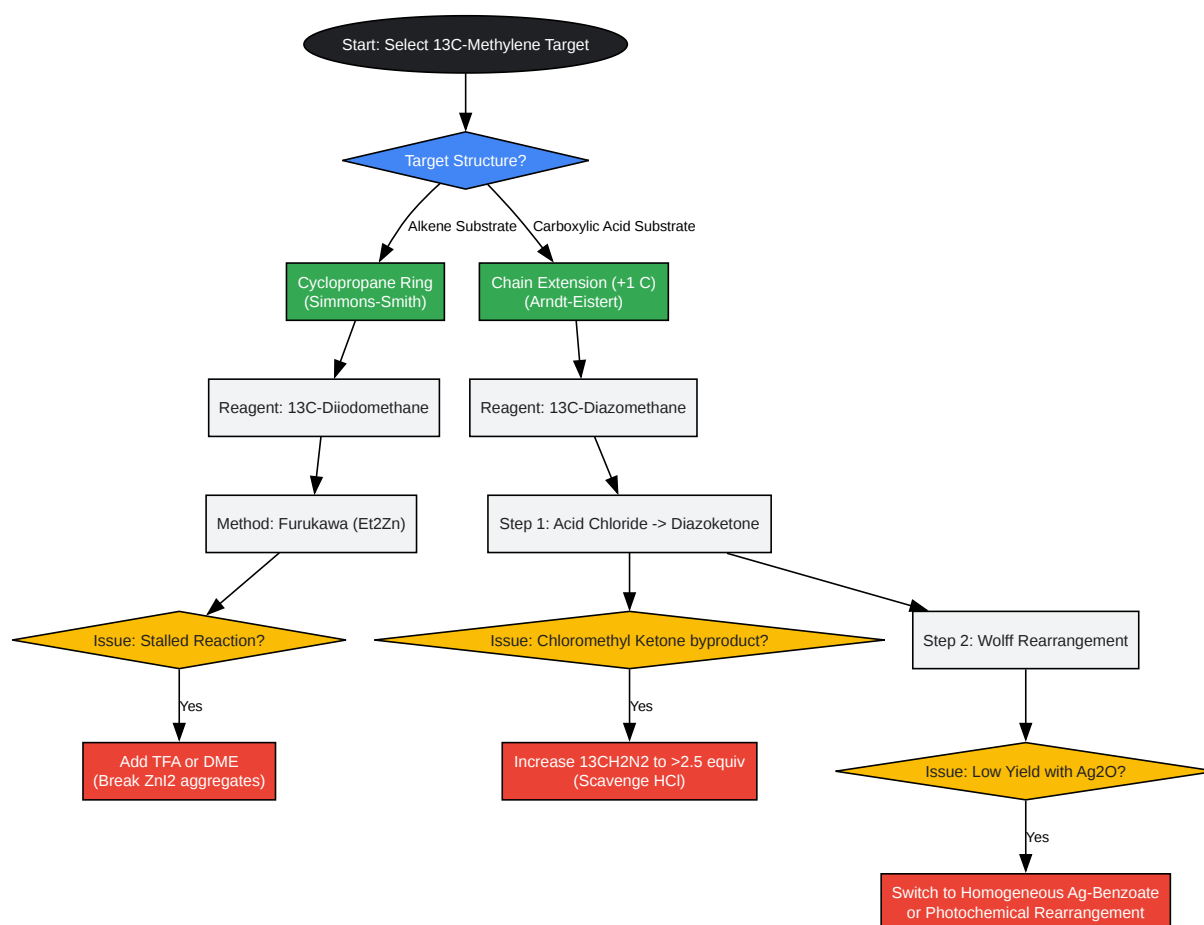 Start: Select 13C-Methylene Target
Target Structure?
Alkene Substrate
Carboxylic Acid Substrate
Cyclopropane Ring
(Simmons-Smith)
Chain Extension (+1 C)
(Arndt-Eistert)
Reagent: 13C-Diiodomethane
Reagent: 13C-Diazomethane
Method: Furukawa (Et2Zn)
Step 1: Acid Chloride -> Diazoketone
Issue: Stalled Reaction?
Issue: Chloromethyl Ketone byproduct?
Step 2: Wolff Rearrangement
Yes
Yes
Add TFA or DME
(Break ZnI2 aggregates)
Increase 13CH2N2 to >2.5 equiv
(Scavenge HCl)
Issue: Low Yield with Ag2O?
Yes
Switch to Homogeneous Ag-Benzoate
or Photochemical Rearrangement